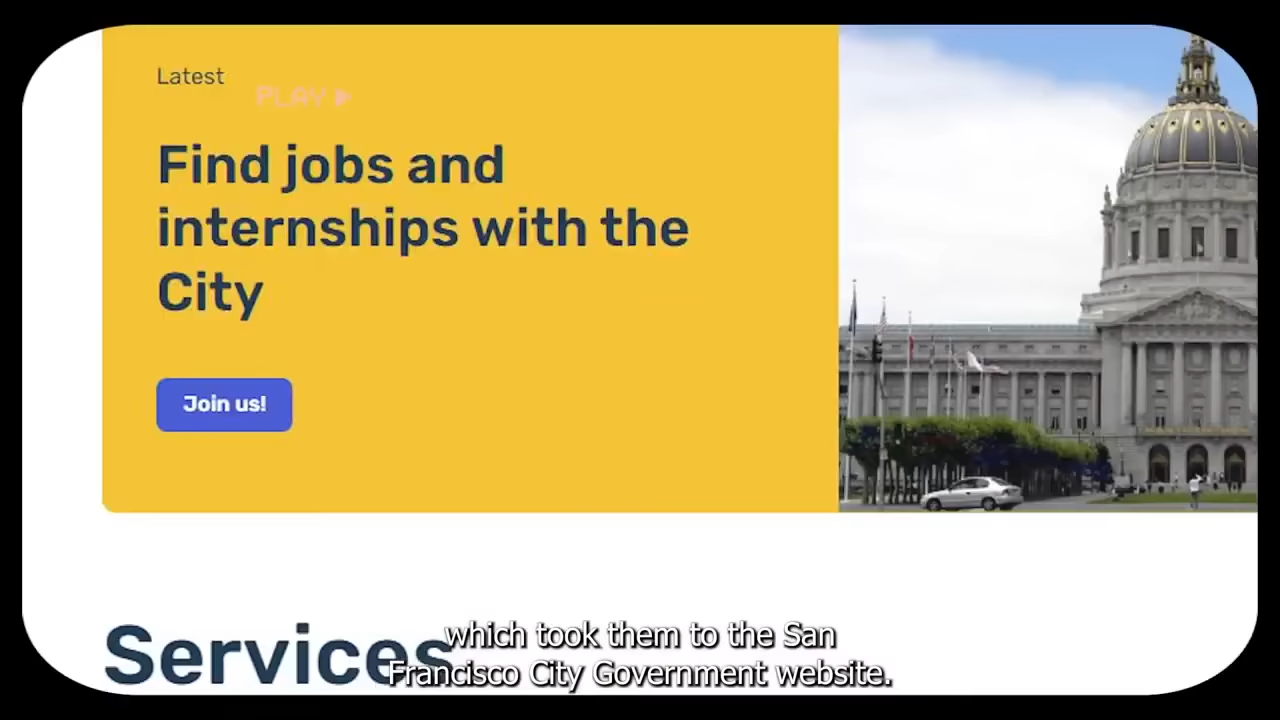 Latest
PLAY
Find jobs and
internships with the
City
Join us!
Services
which took them to the San
Francisco City Government website.